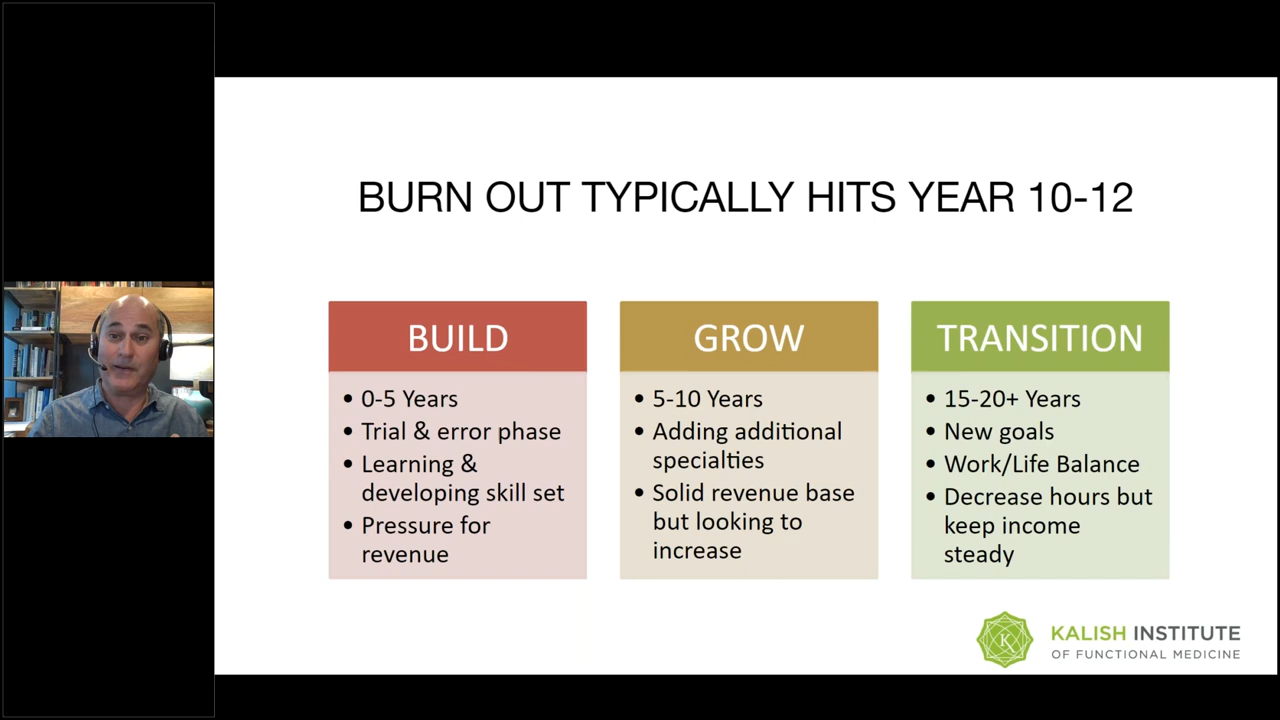 BURN OUT TYPICALLY HITS YEAR 10-12
BUILD
• 0-5 Years
• Trial & error phase
• Learning &
developing skill set
• Pressure for
revenue
GROW
• 5-10 Years
• Adding additional
specialties
• Solid revenue base
but looking to
increase
TRANSITION
• 15-20+ Years
• New goals
• Work/Life Balance
• Decrease hours but
keep income
steady
K
KALISH INSTITUTE
OF FUNCTIONAL MEDICINE